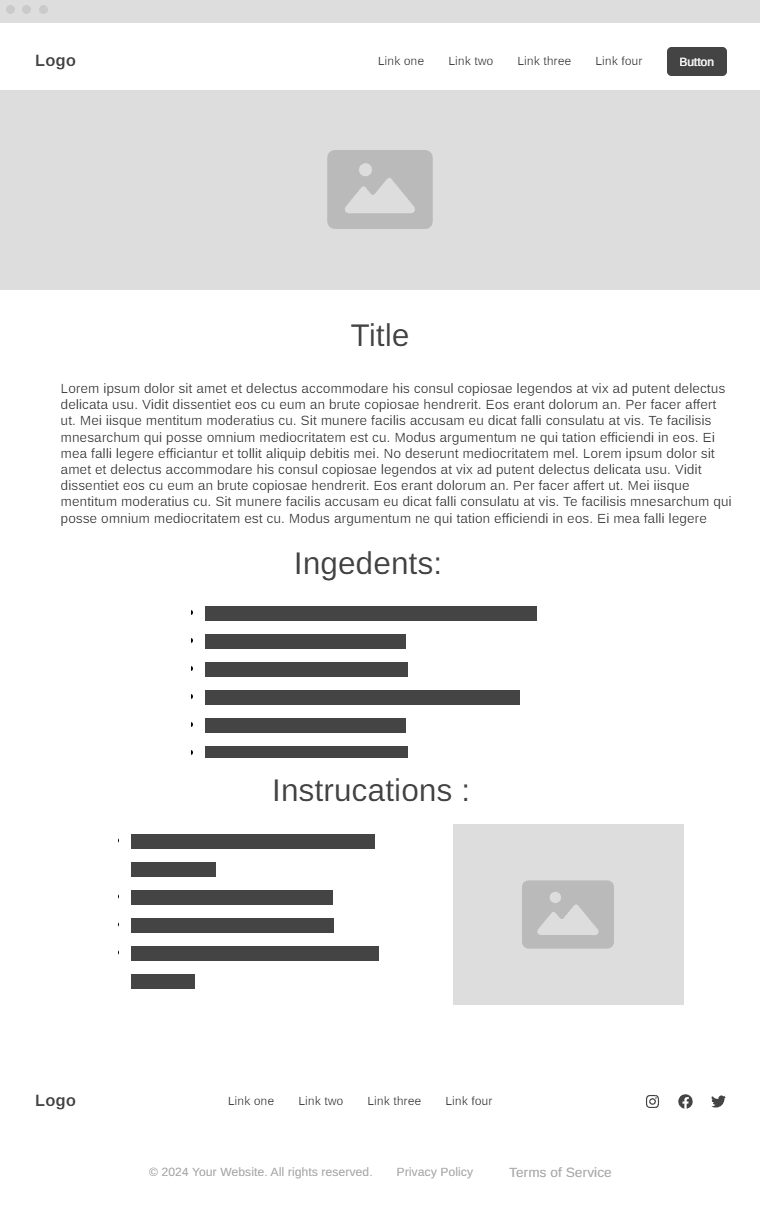 Logo
Link one Link two Link three Link four Button
Title
Lorem ipsum dolor sit amet et delectus accommodare his consul copiosae legendos at vix ad putent delectus
delicata usu. Vidit dissentiet eos cu eum an brute copiosae hendrerit. Eos erant dolorum an. Per facer affert
ut. Mei iisque mentitum moderatius cu. Sit munere facilis accusam eu dicat falli consulatu at vis. Te facilisis
mnesarchum qui posse omnium mediocritatem est cu. Modus argumentum ne qui tation efficiendi in eos. Ei
mea falli legere efficiantur et tollit aliquip debitis mei. No deserunt mediocritatem mel. Lorem ipsum dolor sit
amet et delectus accommodare his consul copiosae legendos at vix ad putent delectus delicata usu. Vidit
dissentiet eos cu eum an brute copiosae hendrerit. Eos erant dolorum an. Per facer affert ut. Mei iisque
mentitum moderatius cu. Sit munere facilis accusam eu dicat falli consulatu at vis. Te facilisis mnesarchum qui
posse omnium mediocritatem est cu. Modus argumentum ne qui tation efficiendi in eos. Ei mea falli legere
Ingedents:
Instrucations :
Logo
Link one Link two Link three Link four
© 2024 Your Website. All rights reserved. Privacy Policy Terms of Service